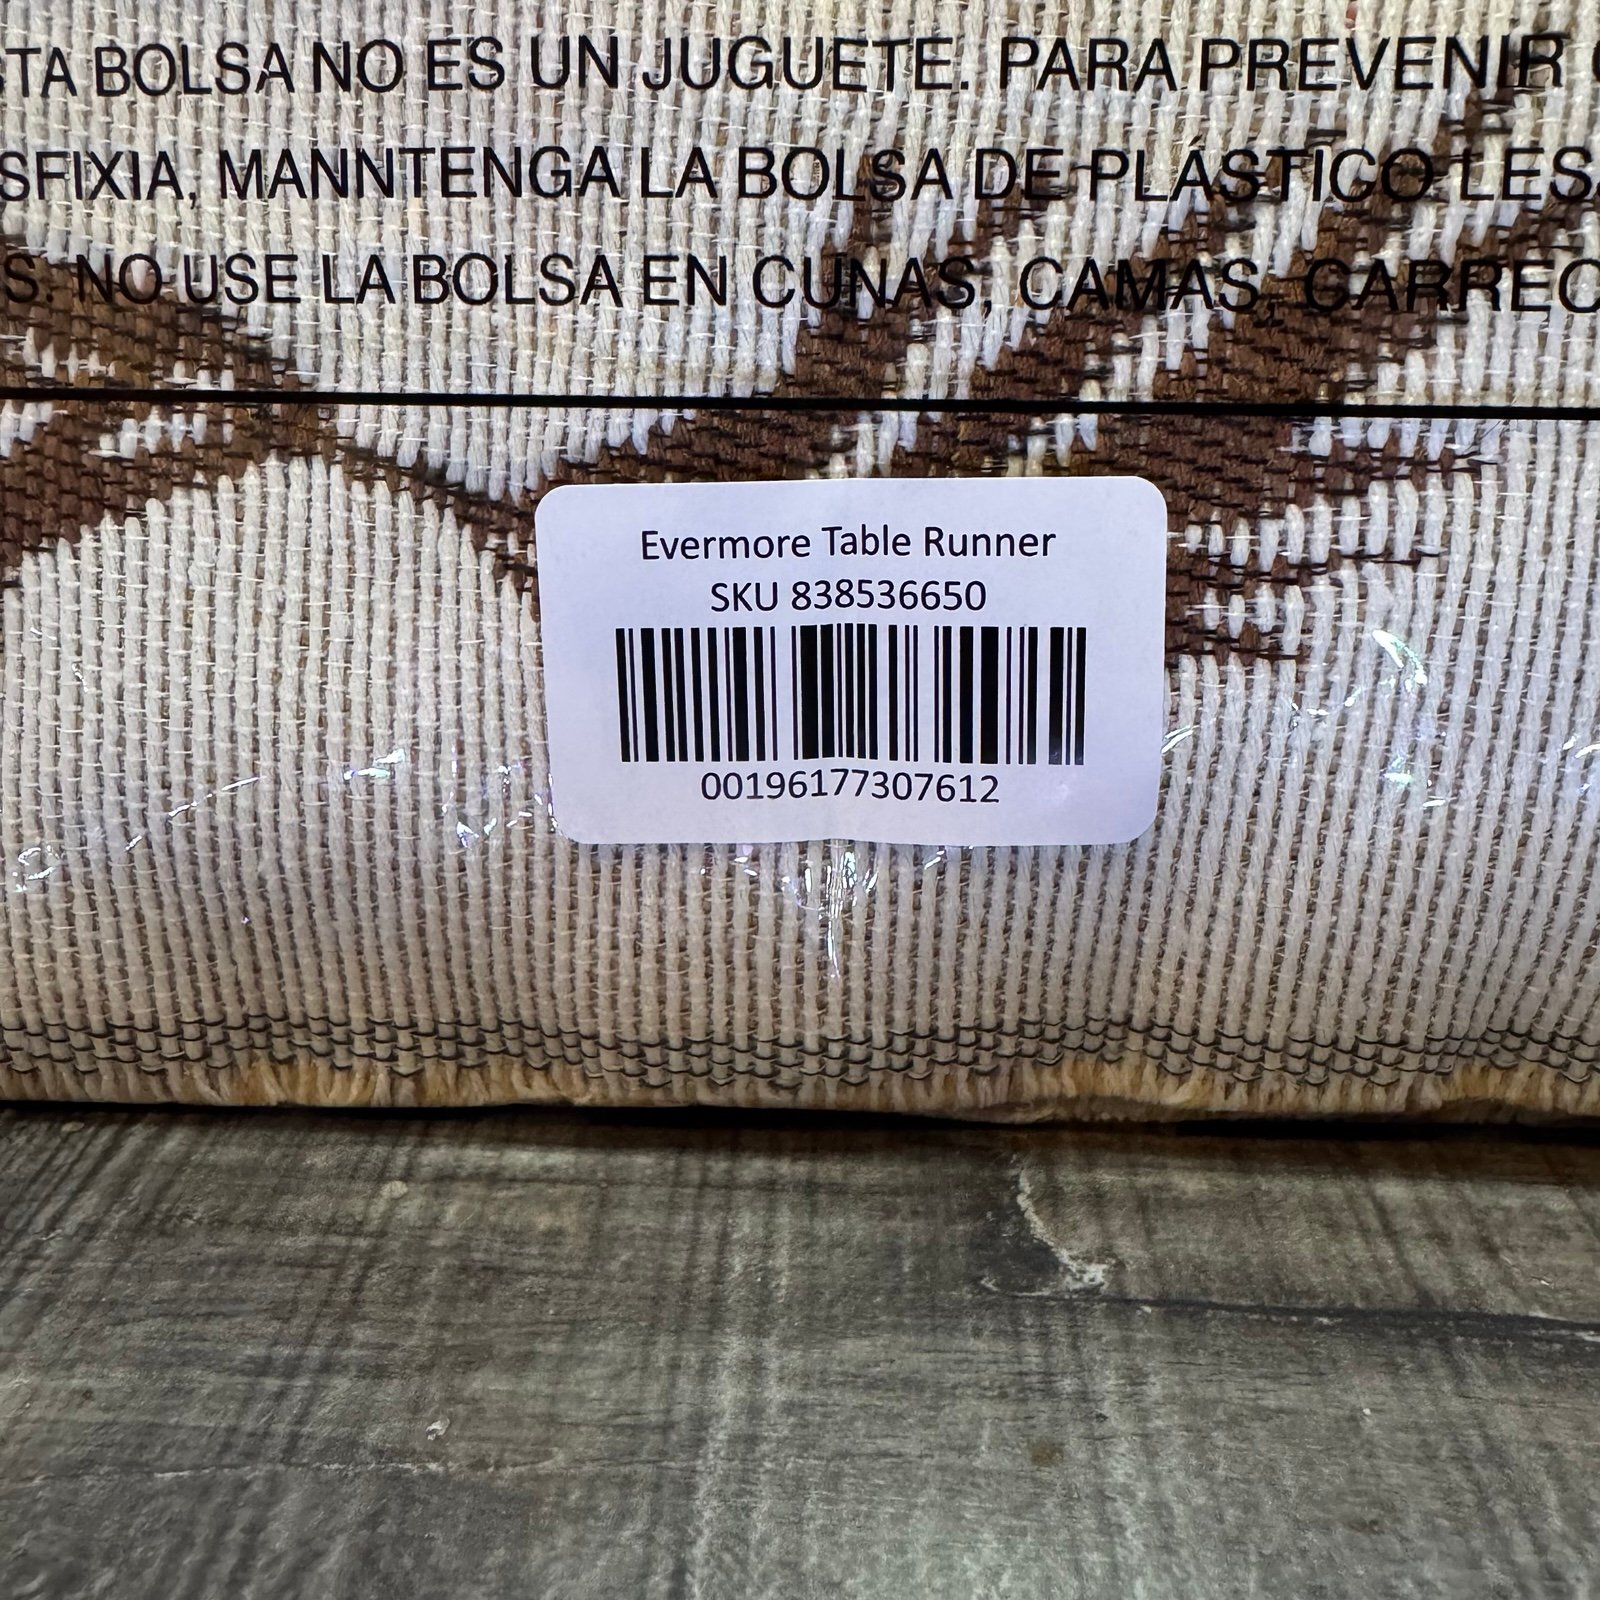 STA BOLSA NO ES UN JUGUETE. PARA PREVENIR
SFIXIA, MANNTENGA LA BOLSA DE PLÁSTICO LES
S. NO USE LA BOLSA EN CUNAS, CAMAS, CARREC
Evermore Table Runner
SKU 838536650
00196177307612